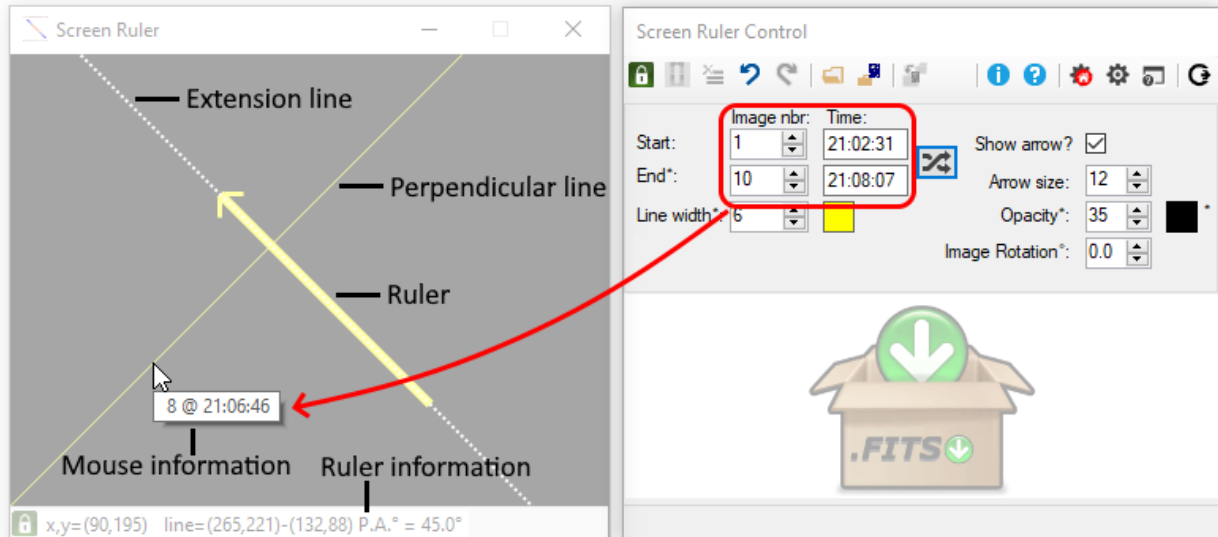 Screen Ruler
Extension line
Perpendicular line
Ruler
8 @ 21:06:46
Mouse information
Ruler information
x,y=(90,195) line=(265,221)-(132,88) P.A.° = 45.0°
Screen Ruler Control
Image nbr: Time:
Start: 1 21:02:31 Show arrow?
End*: 10 21:08:07 Arrow size: 12
Line width*: 6 Opacity*: 35 *
Image Rotation°: 0.0
.FITS